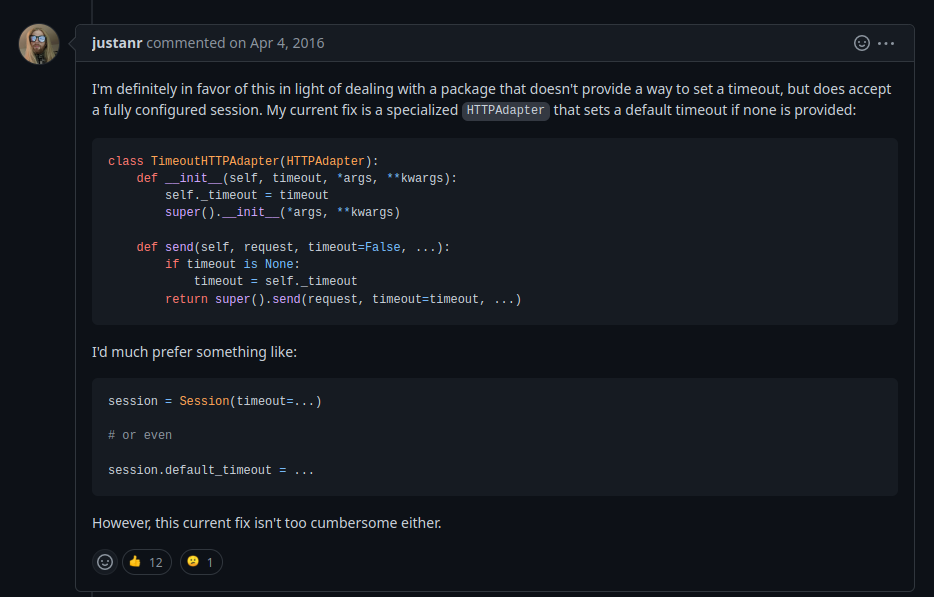 justanr commented on Apr 4, 2016
I'm definitely in favor of this in light of dealing with a package that doesn't provide a way to set a timeout, but does accept
a fully configured session. My current fix is a specialized HTTPAdapter that sets a default timeout if none is provided:
class TimeoutHTTPAdapter(HTTPAdapter):
    def __init__(self, timeout, *args, **kwargs):
        self._timeout = timeout
        super().__init__(*args, **kwargs)
    def send(self, request, timeout=False, ...):
        if timeout is None:
            timeout = self._timeout
        return super().send(request, timeout=timeout, ...)
I'd much prefer something like:
session = Session(timeout=...)
# or even
session.default_timeout = ...
However, this current fix isn't too cumbersome either.
12 1